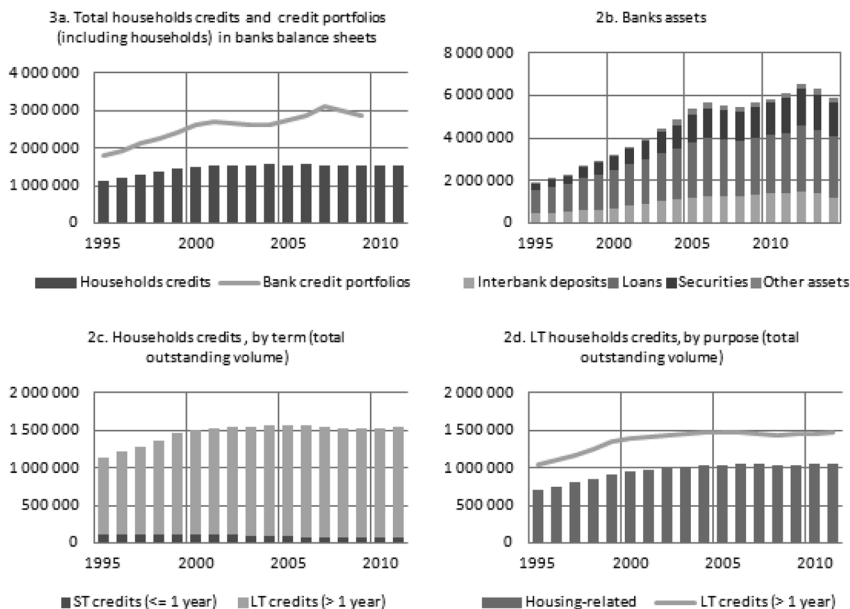 3a. Total households credits and credit portfolios
(including households) in banks balance sheets
4 000 000
3 000 000
2 000 000
1 000 000
0
1995
2000
2005
2010
Households credits
Bank credit portfolios
2b. Banks assets
8 000 000
6 000 000
4 000 000
2 000 000
0
1995
2000
2005
2010
Interbank deposits
Loans
Securities
Other assets
2c. Households credits , by term (total
outstanding volume)
2 000 000
1 500 000
1 000 000
500 000
0
1995
2000
2005
2010
ST credits (<= 1 year)
LT credits (> 1 year)
2d. LT households credits, by purpose (total
outstanding volume)
2 000 000
1 500 000
1 000 000
500 000
0
1995
2000
2005
2010
Housing-related
LT credits (> 1 year)